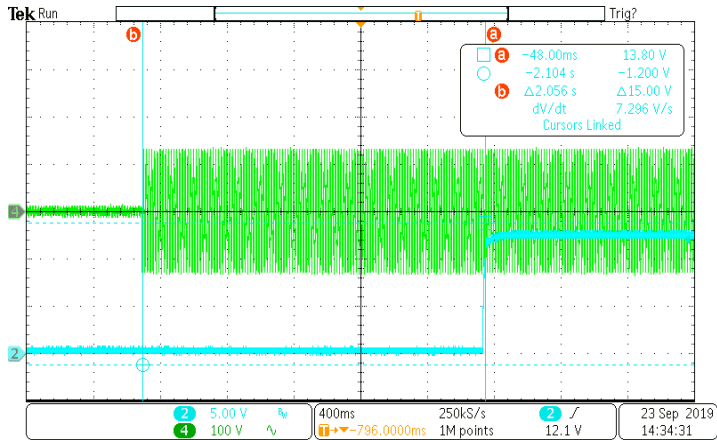 Tek Run Trig?
b a
a -48.00ms 13.80 V
-2.104 s -1.200 V
b Δ2.056 s Δ15.00 V
dV/dt 7.296 V/s
Cursors Linked
4
2
2 5.00 V BW 400ms 250kS/s 2 23 Sep 2019
4 100 V T→▼-796.0000ms 1M points 12.1 V 14:34:31
T